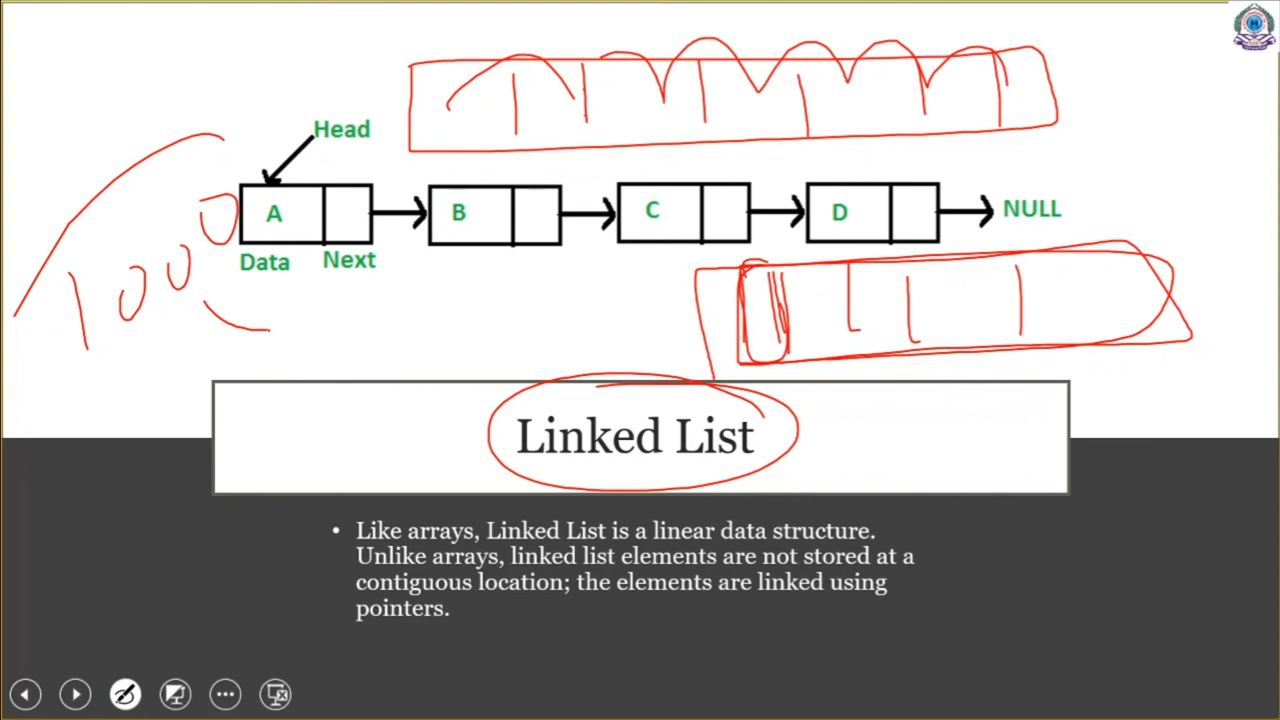 Head
A B C D NULL
Data Next
1000
Linked List
• Like arrays, Linked List is a linear data structure.
Unlike arrays, linked list elements are not stored at a
contiguous location; the elements are linked using
pointers.